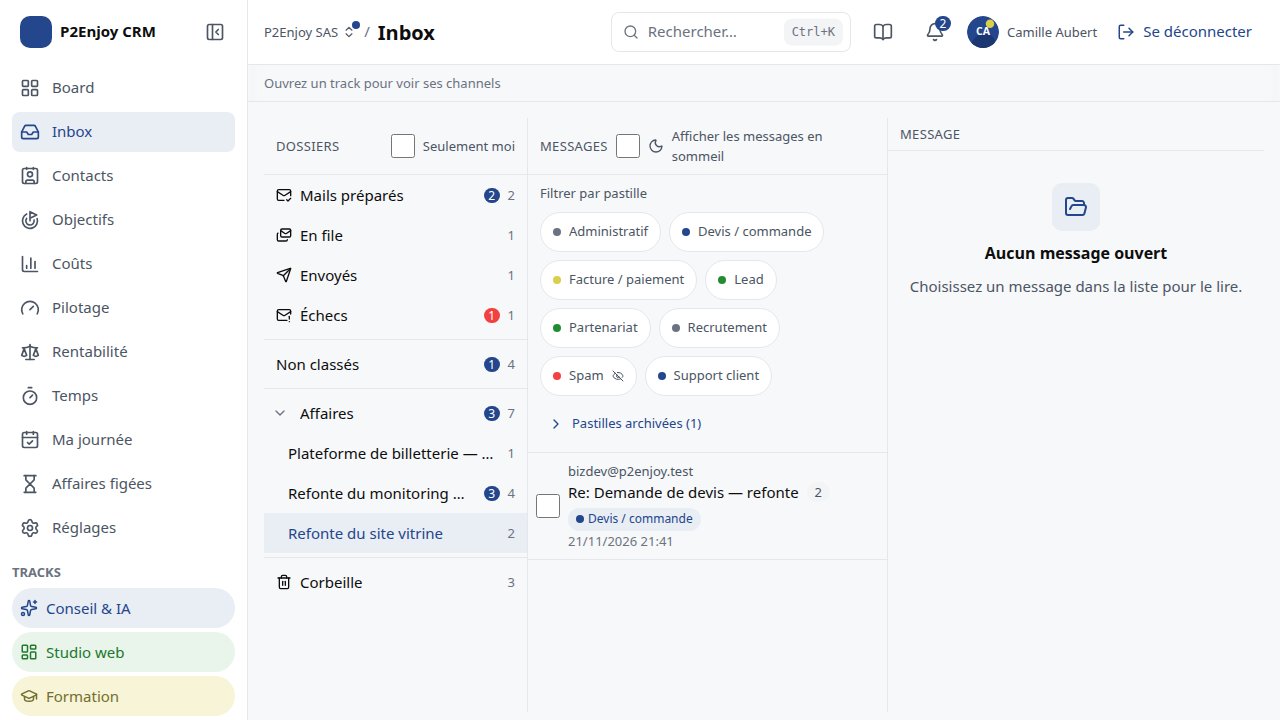 P2Enjoy CRM
Board
Inbox
Contacts
Objectifs
Coûts
Pilotage
Rentabilité
Temps
Ma journée
Affaires figées
Réglages
TRACKS
Conseil & IA
Studio web
Formation
P2Enjoy SAS / Inbox
Rechercher... Ctrl+K
2
CA Camille Aubert
Se déconnecter
Ouvrez un track pour voir ses channels
DOSSIERS Seulement moi
Mails préparés 2 2
En file 1
Envoyés 1
Échecs 1 1
Non classés 1 4
Affaires 3 7
Plateforme de billetterie — ... 1
Refonte du monitoring ... 3 4
Refonte du site vitrine 2
Corbeille 3
MESSAGES Afficher les messages en
sommeil
Filtrer par pastille
Administratif Devis / commande
Facture / paiement Lead
Partenariat Recrutement
Spam Support client
Pastilles archivées (1)
bizdev@p2enjoy.test
Re: Demande de devis — refonte 2
Devis / commande
21/11/2026 21:41
MESSAGE
Aucun message ouvert
Choisissez un message dans la liste pour le lire.